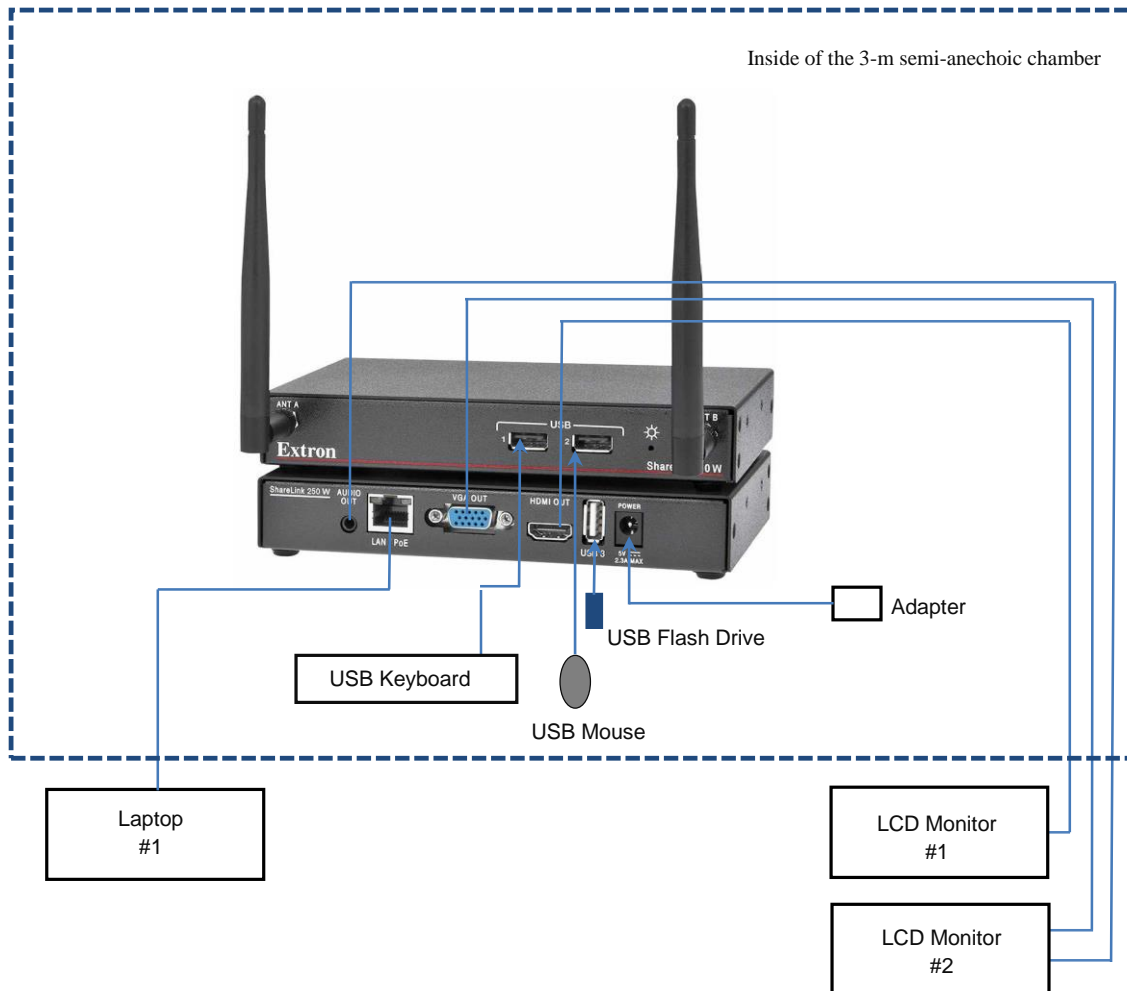 Inside of the 3-m semi-anechoic chamber
ANT A
USB
1
2
T B
Extron
Share
50 W
ShareLink 250 W
AUDIO
OUT
LAN
PoE
VGA OUT
HDMI OUT
POWER
5V
2.3A MAX
Adapter
USB Flash Drive
USB Keyboard
USB Mouse
Laptop
#1
LCD Monitor
#1
LCD Monitor
#2